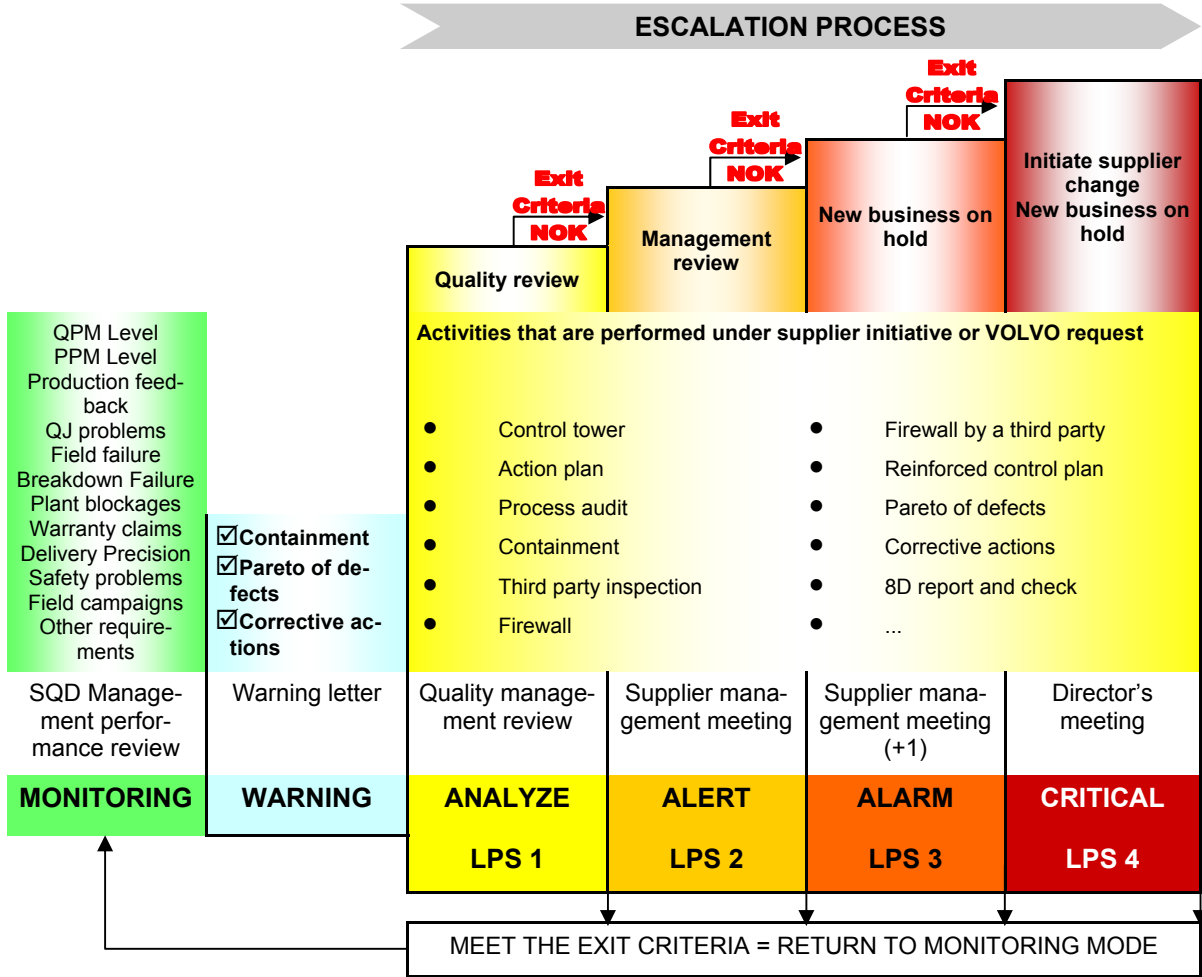 ESCALATION PROCESS
Exit
Criteria
NOK
Exit
Criteria
NOK
Exit
Criteria
NOK
Quality review
Management
review
New business on
hold
Initiate supplier
change
New business on
hold
QPM Level
PPM Level
Production feed-
back
QJ problems
Field failure
Breakdown Failure
Plant blockages
Warranty claims
Delivery Precision
Safety problems
Field campaigns
Other require-
ments
☑Containment
☑Pareto of de-
fects
☑Corrective ac-
tions
Activities that are performed under supplier initiative or VOLVO request
● Control tower
● Action plan
● Process audit
● Containment
● Third party inspection
● Firewall
● Firewall by a third party
● Reinforced control plan
● Pareto of defects
● Corrective actions
● 8D report and check
● ...
SQD Manage-
ment perfor-
mance review
Warning letter
Quality manage-
ment review
Supplier mana-
gement meeting
Supplier mana-
gement meeting
(+1)
Director’s
meeting
MONITORING
WARNING
ANALYZE
LPS 1
ALERT
LPS 2
ALARM
LPS 3
CRITICAL
LPS 4
MEET THE EXIT CRITERIA = RETURN TO MONITORING MODE